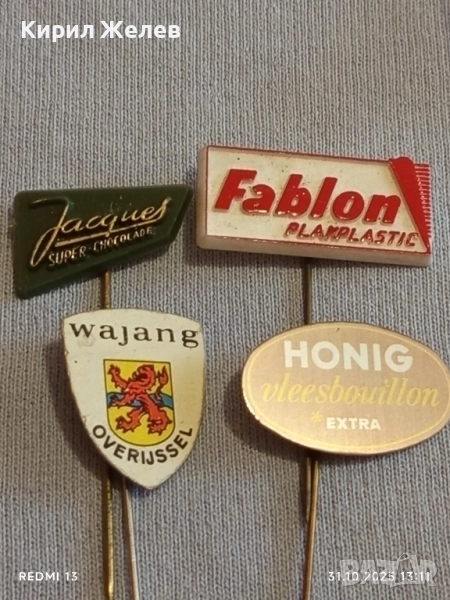 Кирил Желев
Jacques
SUPER-CHOCOLADE
Fablon
PLAKPLASTIC
wajang
OVERIJSSEL
HONIG
vleesbouillon
* EXTRA
REDMI 13
31.10.2025 13:11